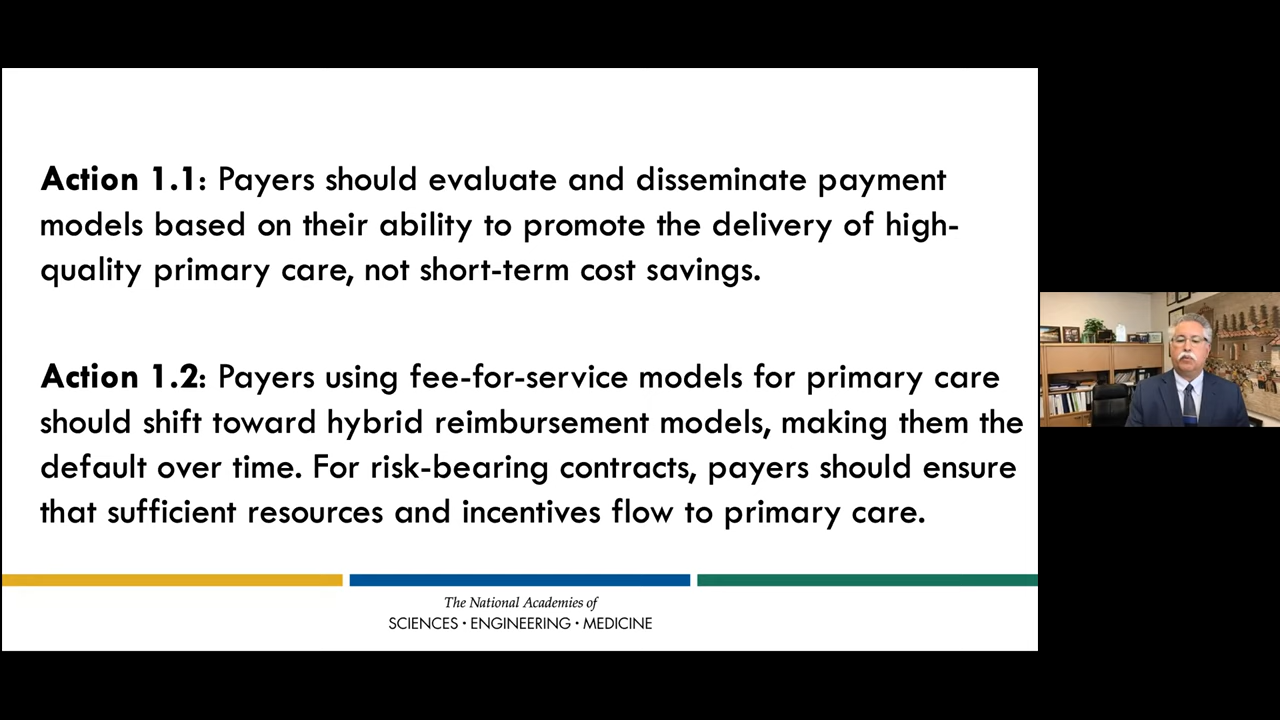 Action 1.1: Payers should evaluate and disseminate payment
models based on their ability to promote the delivery of high-
quality primary care, not short-term cost savings.
Action 1.2: Payers using fee-for-service models for primary care
should shift toward hybrid reimbursement models, making them the
default over time. For risk-bearing contracts, payers should ensure
that sufficient resources and incentives flow to primary care.
The National Academies of
SCIENCES • ENGINEERING • MEDICINE